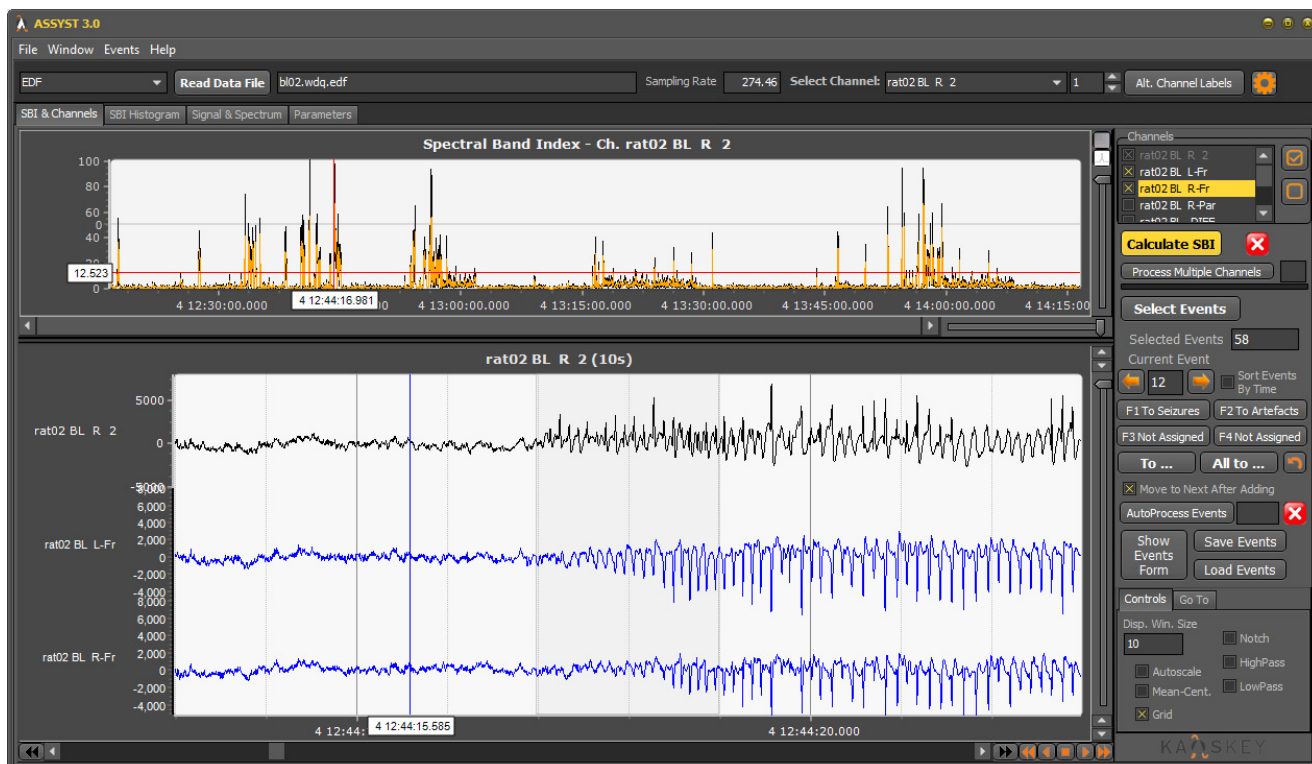 ASSYST 3.0
File Window Events Help
EDF Read Data File bl02.wdq.edf Sampling Rate 274.46 Select Channel: rat02 BL R 2 1 Alt. Channel Labels
SBI & Channels SBI Histogram Signal & Spectrum Parameters
Spectral Band Index - Ch. rat02 BL R 2
100
80
60
0
40
20
12.523
0
4 12:30:00.000 4 12:44:16.981 4 13:00:00.000 4 13:15:00.000 4 13:30:00.000 4 13:45:00.000 4 14:00:00.000 4 14:15:00
rat02 BL R 2 (10s)
5000
rat02 BL R 2
0
-5000
8,000
6,000
4,000
rat02 BL L-Fr
2,000
0
-2,000
-4,000
8,000
6,000
4,000
2,000
rat02 BL R-Fr
0
-2,000
-4,000
4 12:44: 4 12:44:15.585 4 12:44:20.000
Channels
rat02 BL R 2
rat02 BL L-Fr
rat02 BL R-Fr
rat02 BL R-Par
rat02 BL DIFF
Calculate SBI
Process Multiple Channels
Select Events
Selected Events 58
Current Event
12 Sort Events
By Time
F1 To Seizures F2 To Artefacts
F3 Not Assigned F4 Not Assigned
To ... All to ...
Move to Next After Adding
AutoProcess Events
Show
Events
Form
Save Events
Load Events
Controls Go To
Disp. Win. Size
10
Notch
HighPass
LowPass
Autoscale
Mean-Cent.
Grid
KAOSKEY